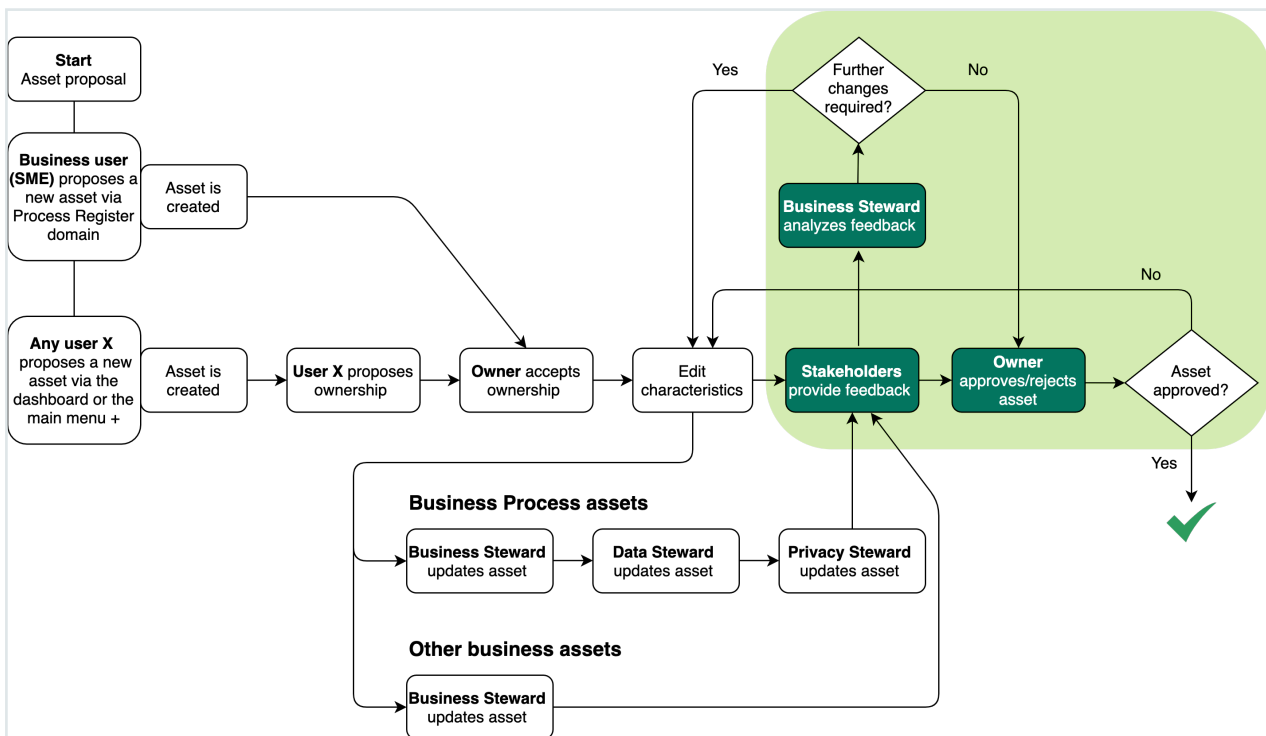 Start
Asset proposal
Business user
(SME) proposes a
new asset via
Process Register
domain
Asset is
created
Any user X
proposes a new
asset via the
dashboard or the
main menu +
Asset is
created
User X proposes
ownership
Owner accepts
ownership
Edit
characteristics
Stakeholders
provide feedback
Business Steward
analyzes feedback
Further
changes
required?
Yes
No
Owner
approves/rejects
asset
Asset
approved?
No
Yes
Business Process assets
Business Steward
updates asset
Data Steward
updates asset
Privacy Steward
updates asset
Other business assets
Business Steward
updates asset